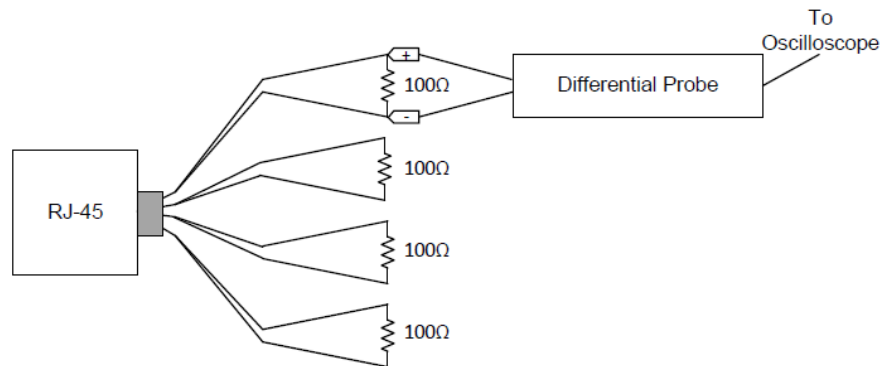 To
Oscilloscope
+
100Ω
Differential Probe
-
100Ω
RJ-45
100Ω
100Ω